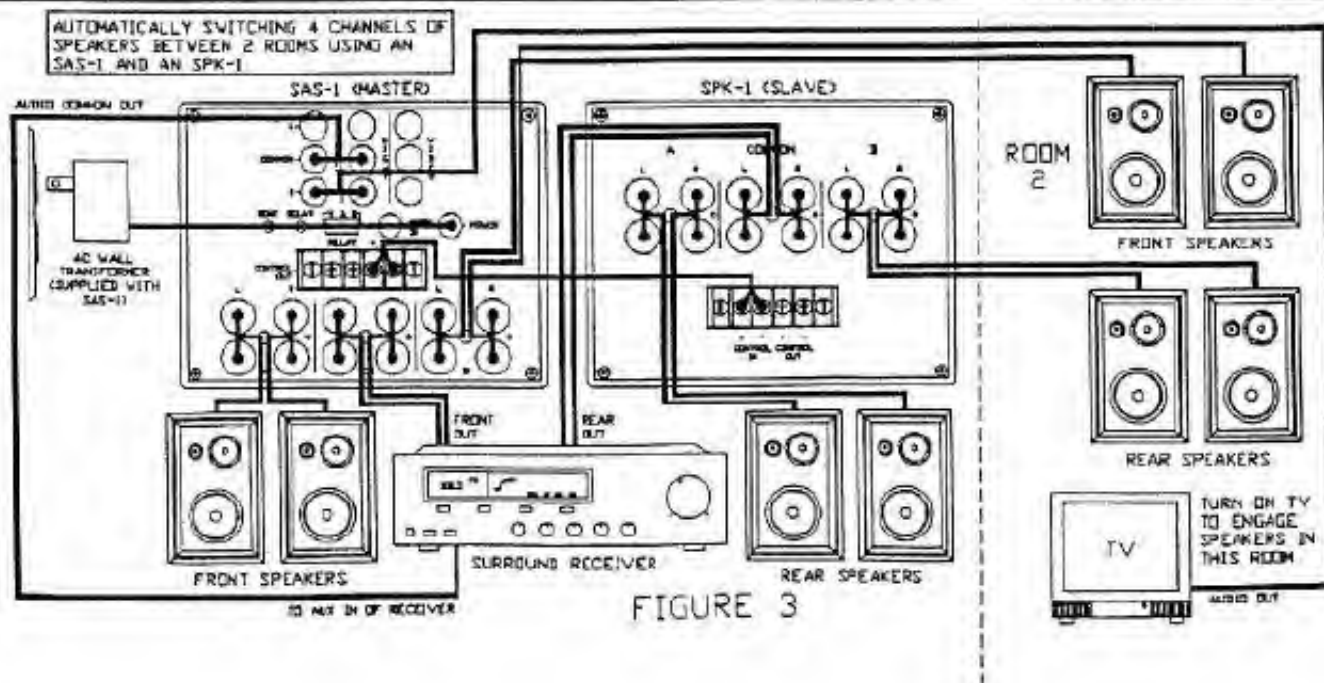 AUTOMATICALLY SWITCHING 4 CHANNELS OF
SPEAKERS BETWEEN 2 ROOMS USING AN
SAS-1 AND AN SPK-1
SAS-1 (MASTER)
SPK-1 (SLAVE)
AUDIO COMMON OUT
COMMON
POWER
RELAY
AC WALL
TRANSFORMER
(SUPPLIED WITH
SAS-1)
A
COMMON
B
L R L R L R
CONTROL CONTROL
IN OUT
L R
ROOM
2
FRONT SPEAKERS
REAR SPEAKERS
TV
TURN ON TV
TO ENGAGE
SPEAKERS IN
THIS ROOM
AUDIO OUT
FRONT
OUT
REAR
OUT
FRONT SPEAKERS
SURROUND RECEIVER
REAR SPEAKERS
TO AUX IN OF RECEIVER
FIGURE 3